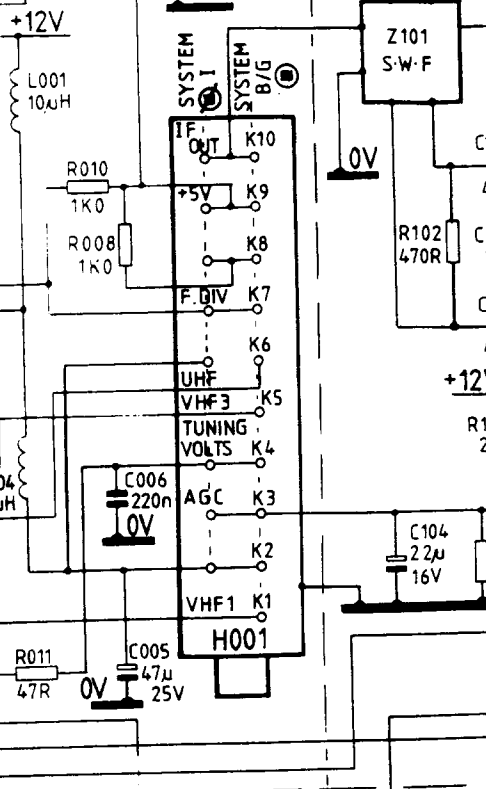 +12V
L001
10µH
SYSTEM
I
SYSTEM
B/G
Z101
S.W.F
IF
OUT
K10
0V
R010
1K0
+5V
K9
R008
1K0
K8
R102
470R
F.DIV
K7
K6
UHF
+12V
VHF3
K5
TUNING
VOLTS
K4
C006
220n
0V
AGC
K3
C104
22µ
16V
K2
VHF1
K1
H001
R011
47R
C005
47µ
25V
0V